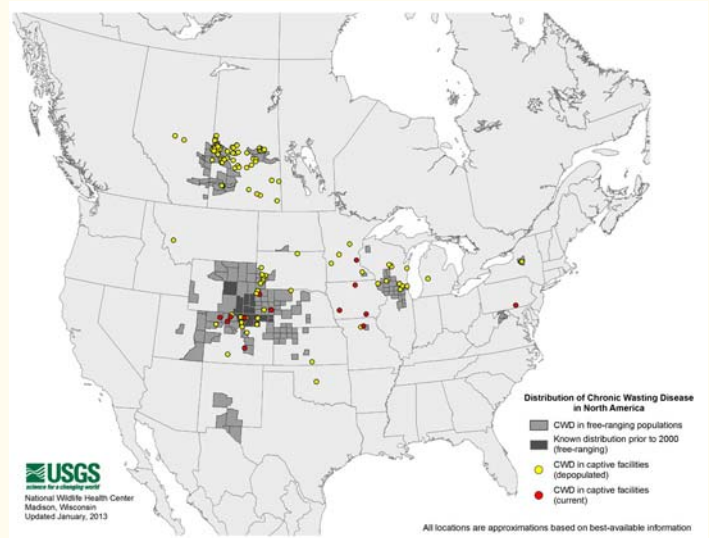 Distribution of Chronic Wasting Disease
in North America
CWD in free-ranging populations
Known distribution prior to 2000
(free-ranging)
CWD in captive facilities
(depopulated)
CWD in captive facilities
(current)
USGS
science for a changing world
National Wildlife Health Center
Madison, Wisconsin
Updated January, 2013
All locations are approximations based on best-available information